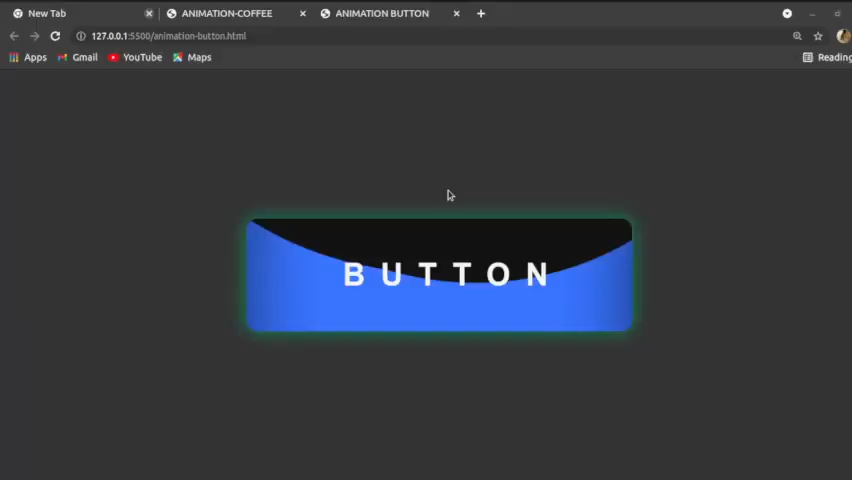 New Tab
ANIMATION-COFFEE
ANIMATION BUTTON
127.0.0.1:5500/animation-button.html
Apps
Gmail
YouTube
Maps
Reading
BUTTON